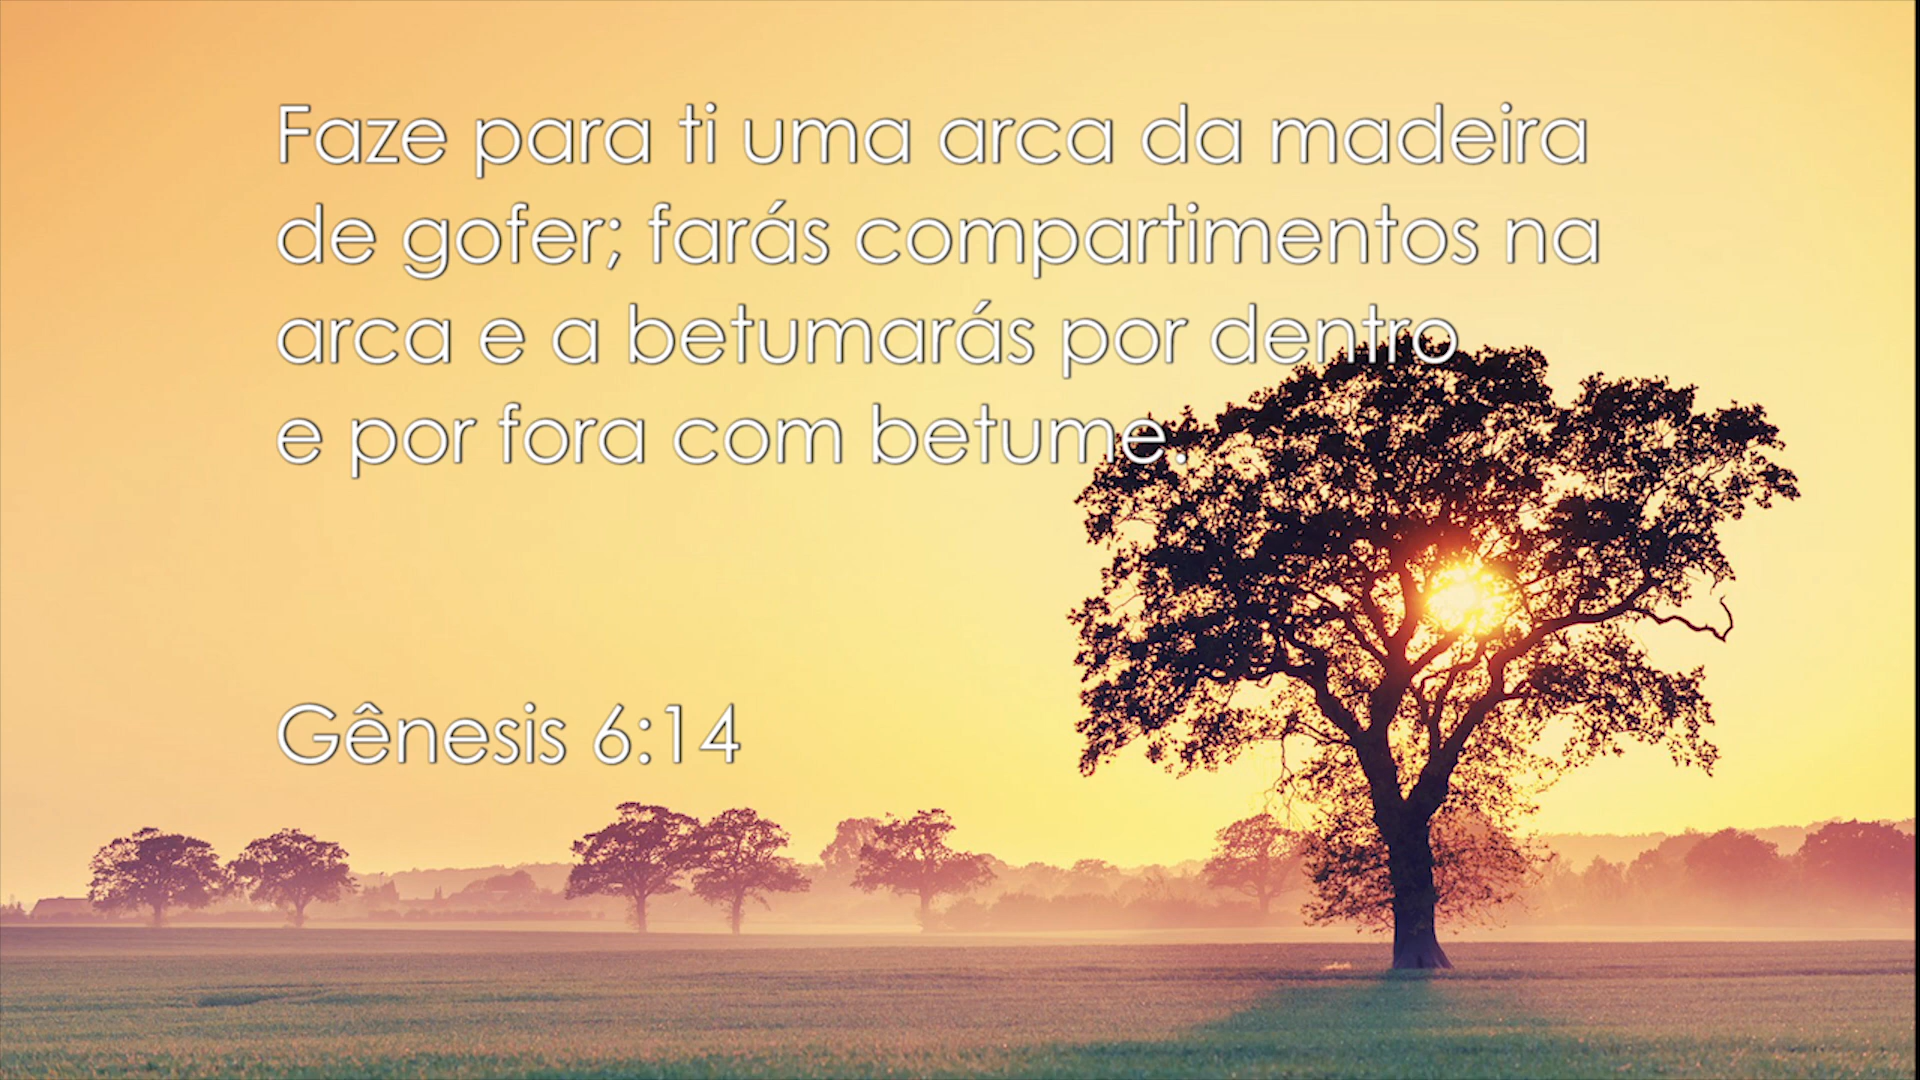 Faze para ti uma arca da madeira
de gofer; farás compartimentos na
arca e a betumarás por dentro
e por fora com betume.
Gênesis 6:14